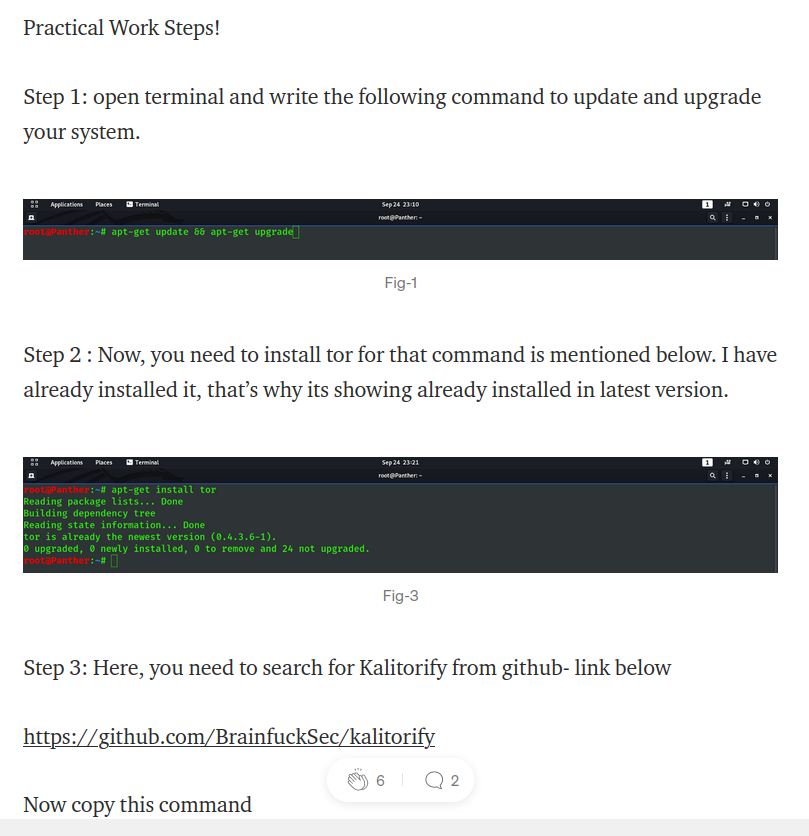 Practical Work Steps!
Step 1: open terminal and write the following command to update and upgrade
your system.
Applications Places Terminal Sep 24 23:10 1
root@Panther: ~
root@Panther:~# apt-get update && apt-get upgrade
Fig-1
Step 2 : Now, you need to install tor for that command is mentioned below. I have
already installed it, that’s why its showing already installed in latest version.
Applications Places Terminal Sep 24 23:21 1
root@Panther: ~
root@Panther:~# apt-get install tor
Reading package lists... Done
Building dependency tree
Reading state information... Done
tor is already the newest version (0.4.3.6-1).
0 upgraded, 0 newly installed, 0 to remove and 24 not upgraded.
root@Panther:~#
Fig-3
Step 3: Here, you need to search for Kalitorify from github- link below
https://github.com/BrainfuckSec/kalitorify
6 2
Now copy this command